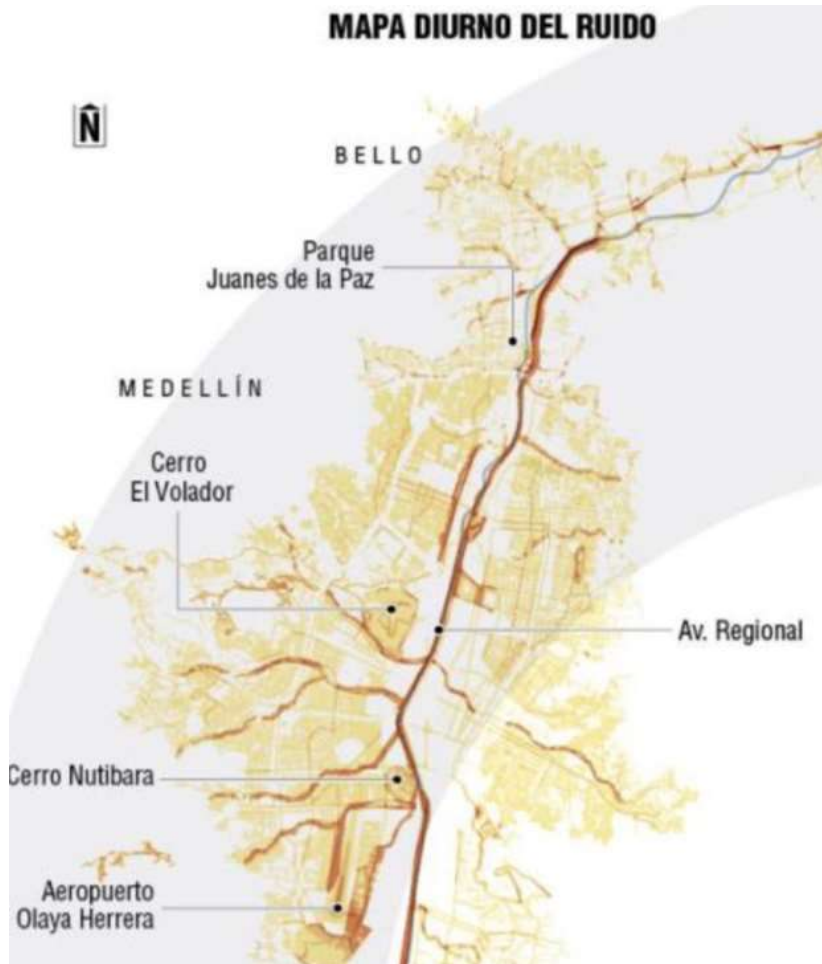 MAPA DIURNO DEL RUIDO
N
BELLO
Parque
Juanes de la Paz
MEDELLÍN
Cerro
El Volador
Av. Regional
Cerro Nutibara
Aeropuerto
Olaya Herrera